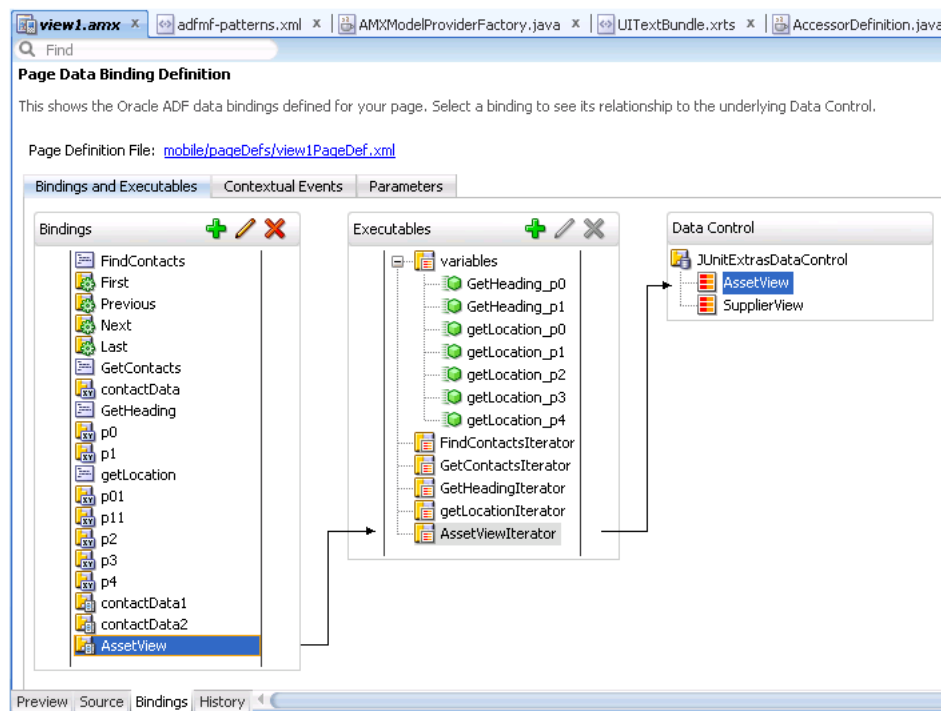 view1.amx x adfmf-patterns.xml x AMXModelProviderFactory.java x UITextBundle.xrts x AccessorDefinition.java
Find
Page Data Binding Definition
This shows the Oracle ADF data bindings defined for your page. Select a binding to see its relationship to the underlying Data Control.
Page Definition File: mobile/pageDefs/view1PageDef.xml
Bindings and Executables Contextual Events Parameters
Bindings
FindContacts
First
Previous
Next
Last
GetContacts
contactData
GetHeading
p0
p1
getLocation
p01
p11
p2
p3
p4
contactData1
contactData2
AssetView
Executables
variables
GetHeading_p0
GetHeading_p1
getLocation_p0
getLocation_p1
getLocation_p2
getLocation_p3
getLocation_p4
FindContactsIterator
GetContactsIterator
GetHeadingIterator
getLocationIterator
AssetViewIterator
Data Control
JUnitExtrasDataControl
AssetView
SupplierView
Preview Source Bindings History